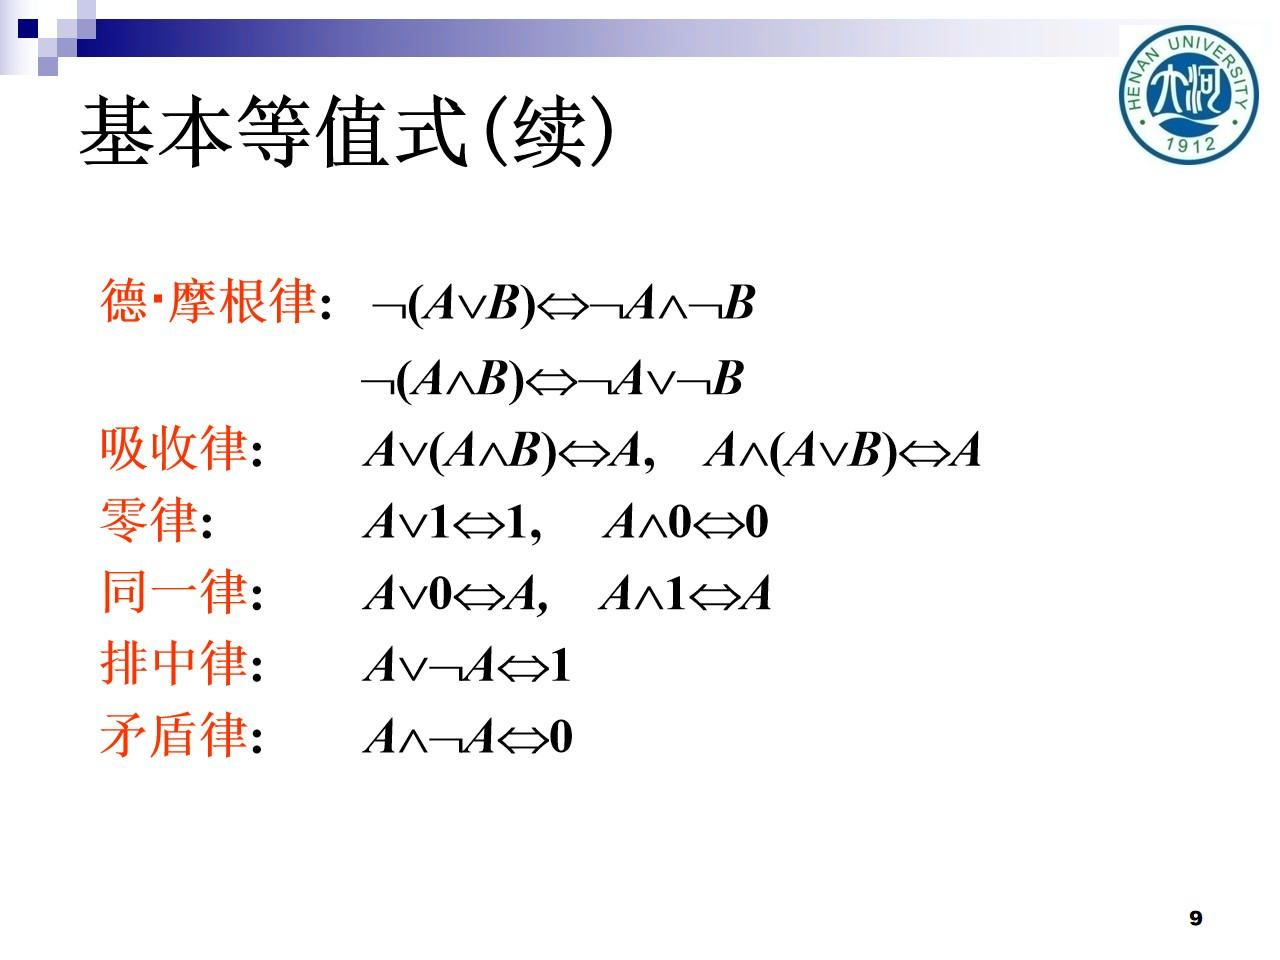 HENAN UNIVERSITY
1912
基本等值式(续)
德·摩根律: ¬(A∨B)⇔¬A∧¬B
¬(A∧B)⇔¬A∨¬B
吸收律: A∨(A∧B)⇔A, A∧(A∨B)⇔A
零律: A∨1⇔1, A∧0⇔0
同一律: A∨0⇔A, A∧1⇔A
排中律: A∨¬A⇔1
矛盾律: A∧¬A⇔0
9